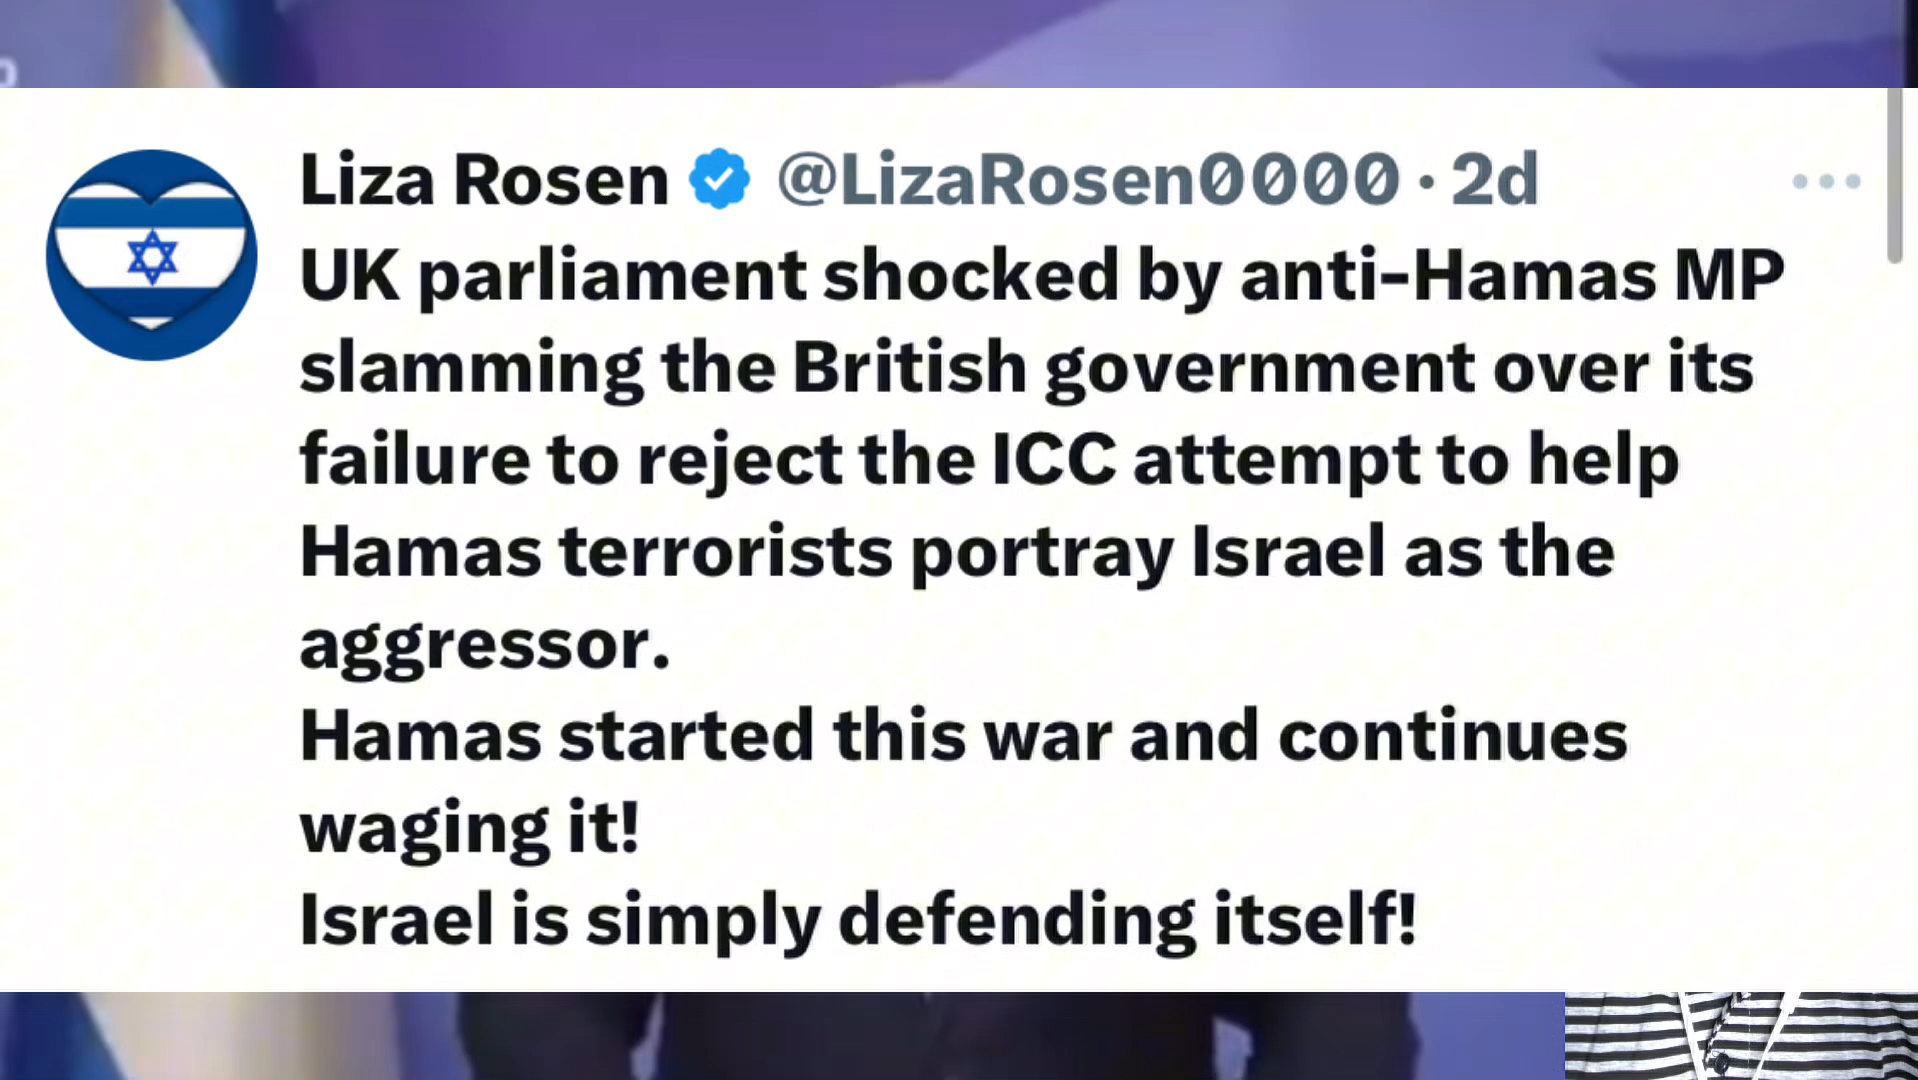 Liza Rosen @LizaRosen0000 · 2d
UK parliament shocked by anti-Hamas MP
slamming the British government over its
failure to reject the ICC attempt to help
Hamas terrorists portray Israel as the
aggressor.
Hamas started this war and continues
waging it!
Israel is simply defending itself!